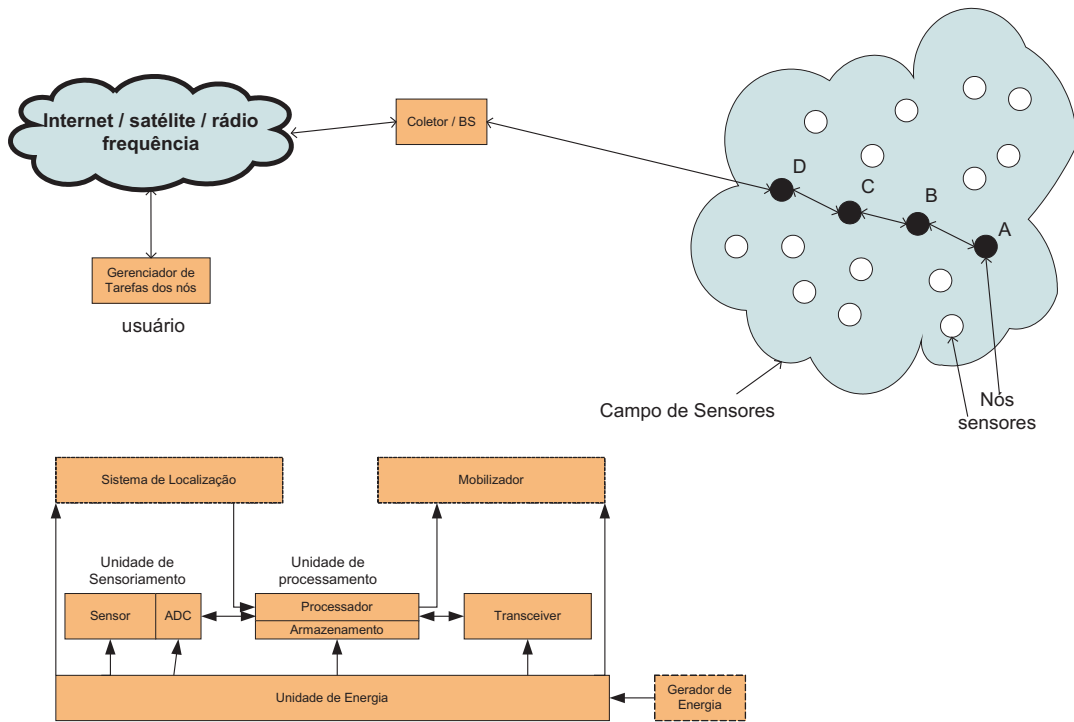 Internet / satélite / rádio
frequência
Coletor / BS
D
C
B
A
Gerenciador de
Tarefas dos nós
usuário
Campo de Sensores
Nós
sensores
Sistema de Localização
Mobilizador
Unidade de
Sensoriamento
Unidade de
processamento
Sensor
ADC
Processador
Armazenamento
Transceiver
Unidade de Energia
Gerador de
Energia